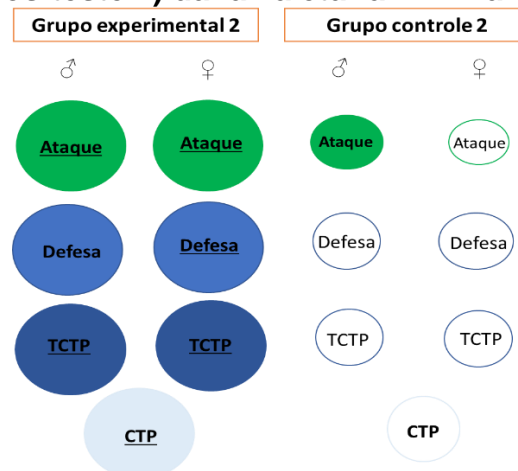 Grupo experimental 2 Grupo controle 2
♂ ♀ ♂ ♀
Ataque Ataque Ataque Ataque
Defesa Defesa Defesa Defesa
TCTP TCTP TCTP TCTP
CTP CTP